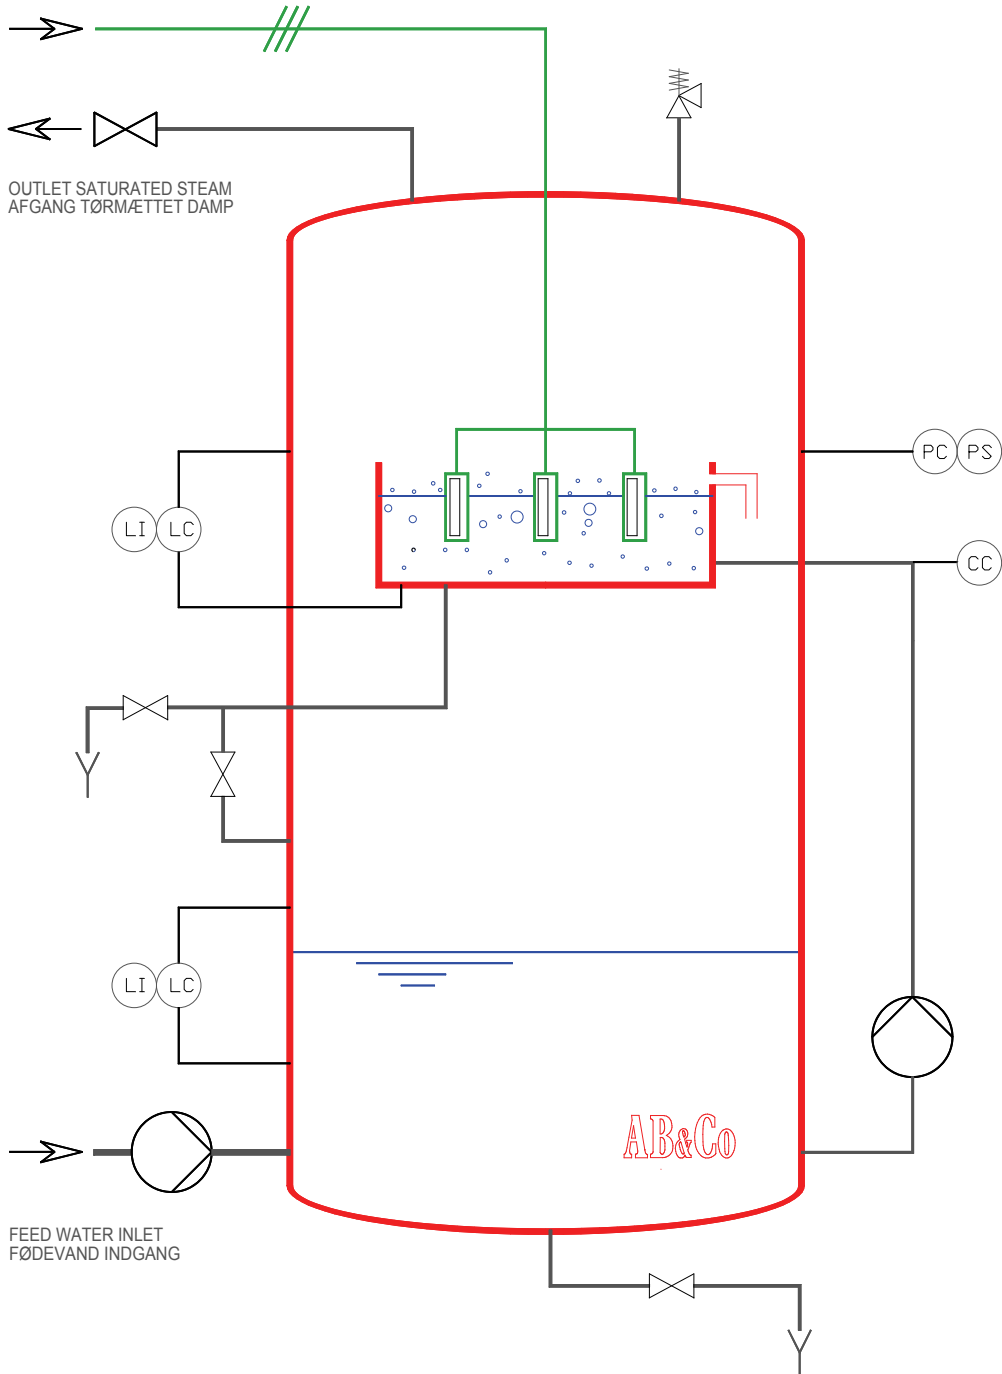 OUTLET SATURATED STEAM
AFGANG TØRMÆTTET DAMP
PC PS
LI LC
CC
LI LC
AB&Co
FEED WATER INLET
FØDEVAND INDGANG